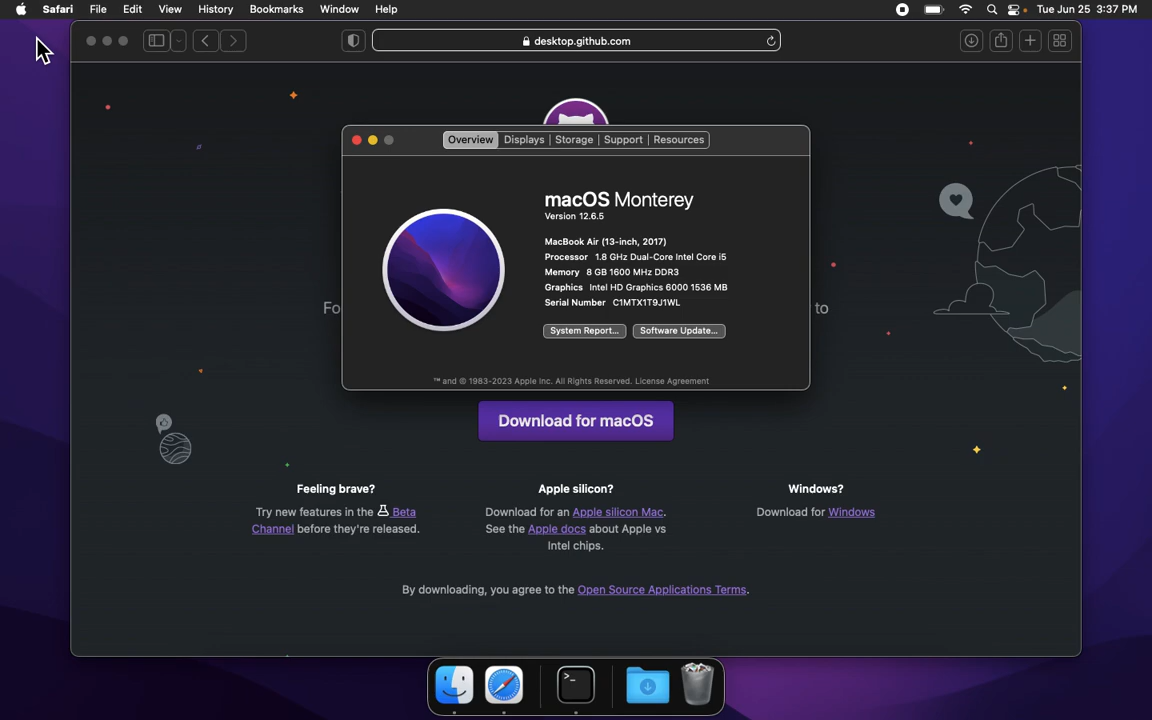 Safari File Edit View History Bookmarks Window Help Tue Jun 25 3:37 PM
desktop.github.com
Overview Displays Storage Support Resources
macOS Monterey
Version 12.6.5
MacBook Air (13-inch, 2017)
Processor 1.8 GHz Dual-Core Intel Core i5
Memory 8 GB 1600 MHz DDR3
Graphics Intel HD Graphics 6000 1536 MB
Serial Number C1MTX1T9J1WL
Fo to
System Report... Software Update...
™ and © 1983-2023 Apple Inc. All Rights Reserved. License Agreement
Download for macOS
Feeling brave?
Try new features in the Beta
Channel before they're released.
Apple silicon?
Download for an Apple silicon Mac.
See the Apple docs about Apple vs
Intel chips.
Windows?
Download for Windows
By downloading, you agree to the Open Source Applications Terms.
>_